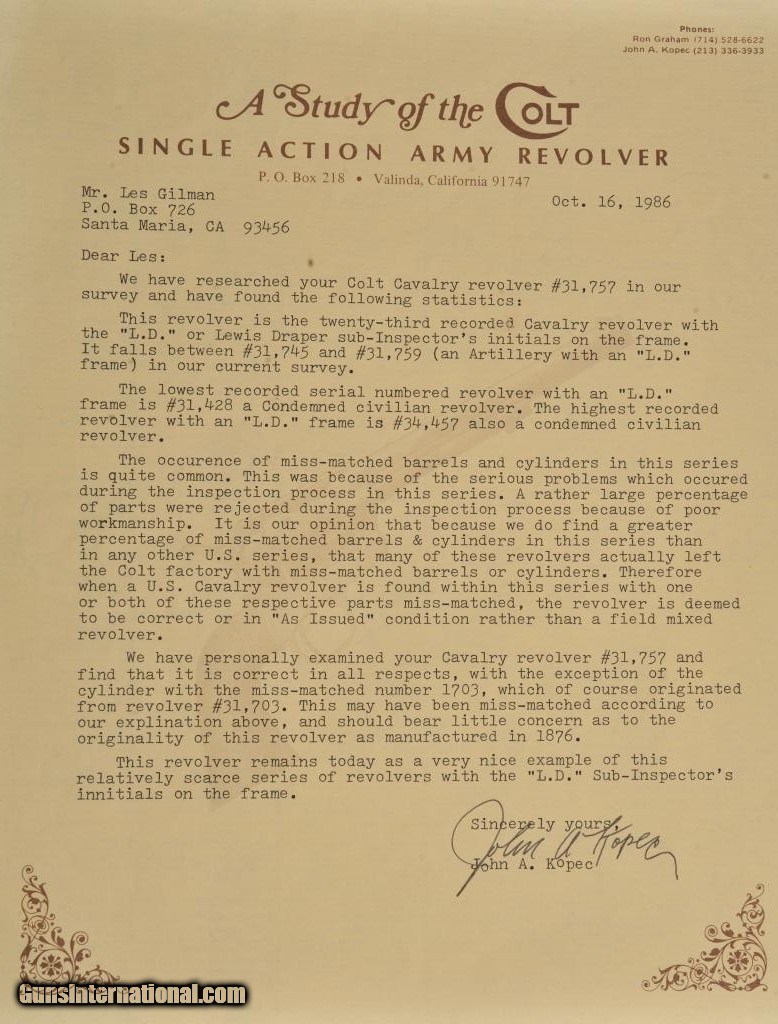 Phones:
Ron Graham (714) 528-6622
John A. Kopec (213) 336-3933
A Study of the COLT
SINGLE ACTION ARMY REVOLVER
P. O. Box 218 • Valinda, California 91747
Mr. Les Gilman
P.O. Box 726
Santa Maria, CA 93456
Oct. 16, 1986
Dear Les:
We have researched your Colt Cavalry revolver #31,757 in our
survey and have found the following statistics:
This revolver is the twenty-third recorded Cavalry revolver with
the "L.D." or Lewis Draper sub-Inspector's initials on the frame.
It falls between #31,745 and #31,759 (an Artillery with an "L.D."
frame) in our current survey.
The lowest recorded serial numbered revolver with an "L.D."
frame is #31,428 a Condemned civilian revolver. The highest recorded
revolver with an "L.D." frame is #34,457 also a condemned civilian
revolver.
The occurence of miss-matched barrels and cylinders in this series
is quite common. This was because of the serious problems which occured
during the inspection process in this series. A rather large percentage
of parts were rejected during the inspection process because of poor
workmanship. It is our opinion that because we do find a greater
percentage of miss-matched barrels & cylinders in this series than
in any other U.S. series, that many of these revolvers actually left
the Colt factory with miss-matched barrels or cylinders. Therefore
when a U.S. Cavalry revolver is found within this series with one
or both of these respective parts miss-matched, the revolver is deemed
to be correct or in "As Issued" condition rather than a field mixed
revolver.
We have personally examined your Cavalry revolver #31,757 and
find that it is correct in all respects, with the exception of the
cylinder with the miss-matched number 1703, which of course originated
from revolver #31,703. This may have been miss-matched according to
our explination above, and should bear little concern as to the
originality of this revolver as manufactured in 1876.
This revolver remains today as a very nice example of this
relatively scarce series of revolvers with the "L.D." Sub-Inspector's
innitials on the frame.
Sincerely yours,
John A Kopec
John A. Kopec
GunsInternational.com